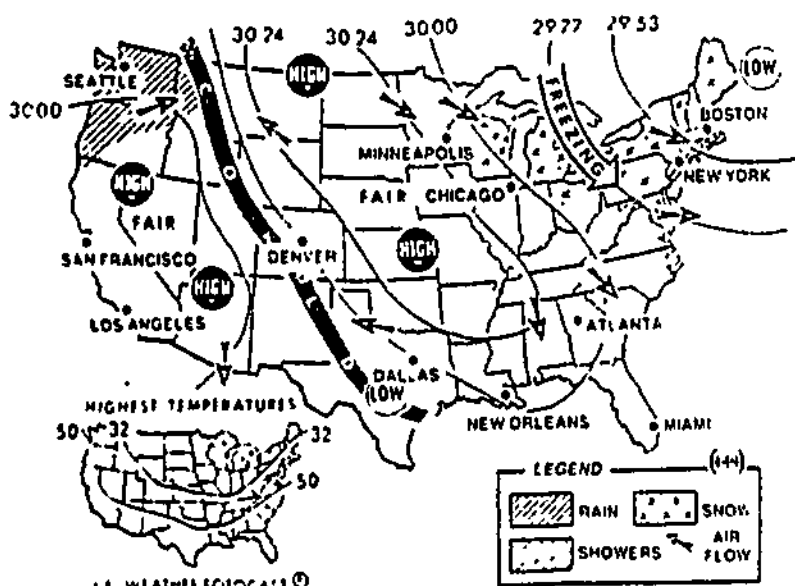 30.24
30.24
30.00
29.77
29.53
SEATTLE
HIGH
LOW
30.00
FREEZING
BOSTON
MINNEAPOLIS
NEW YORK
HIGH
FAIR
CHICAGO
FAIR
SAN FRANCISCO
DENVER
HIGH
HIGH
LOS ANGELES
ATLANTA
DALLAS
LOW
HIGHEST TEMPERATURES
NEW ORLEANS
MIAMI
50
32
32
50
LEGEND
RAIN
SNOW
SHOWERS
AIR
FLOW